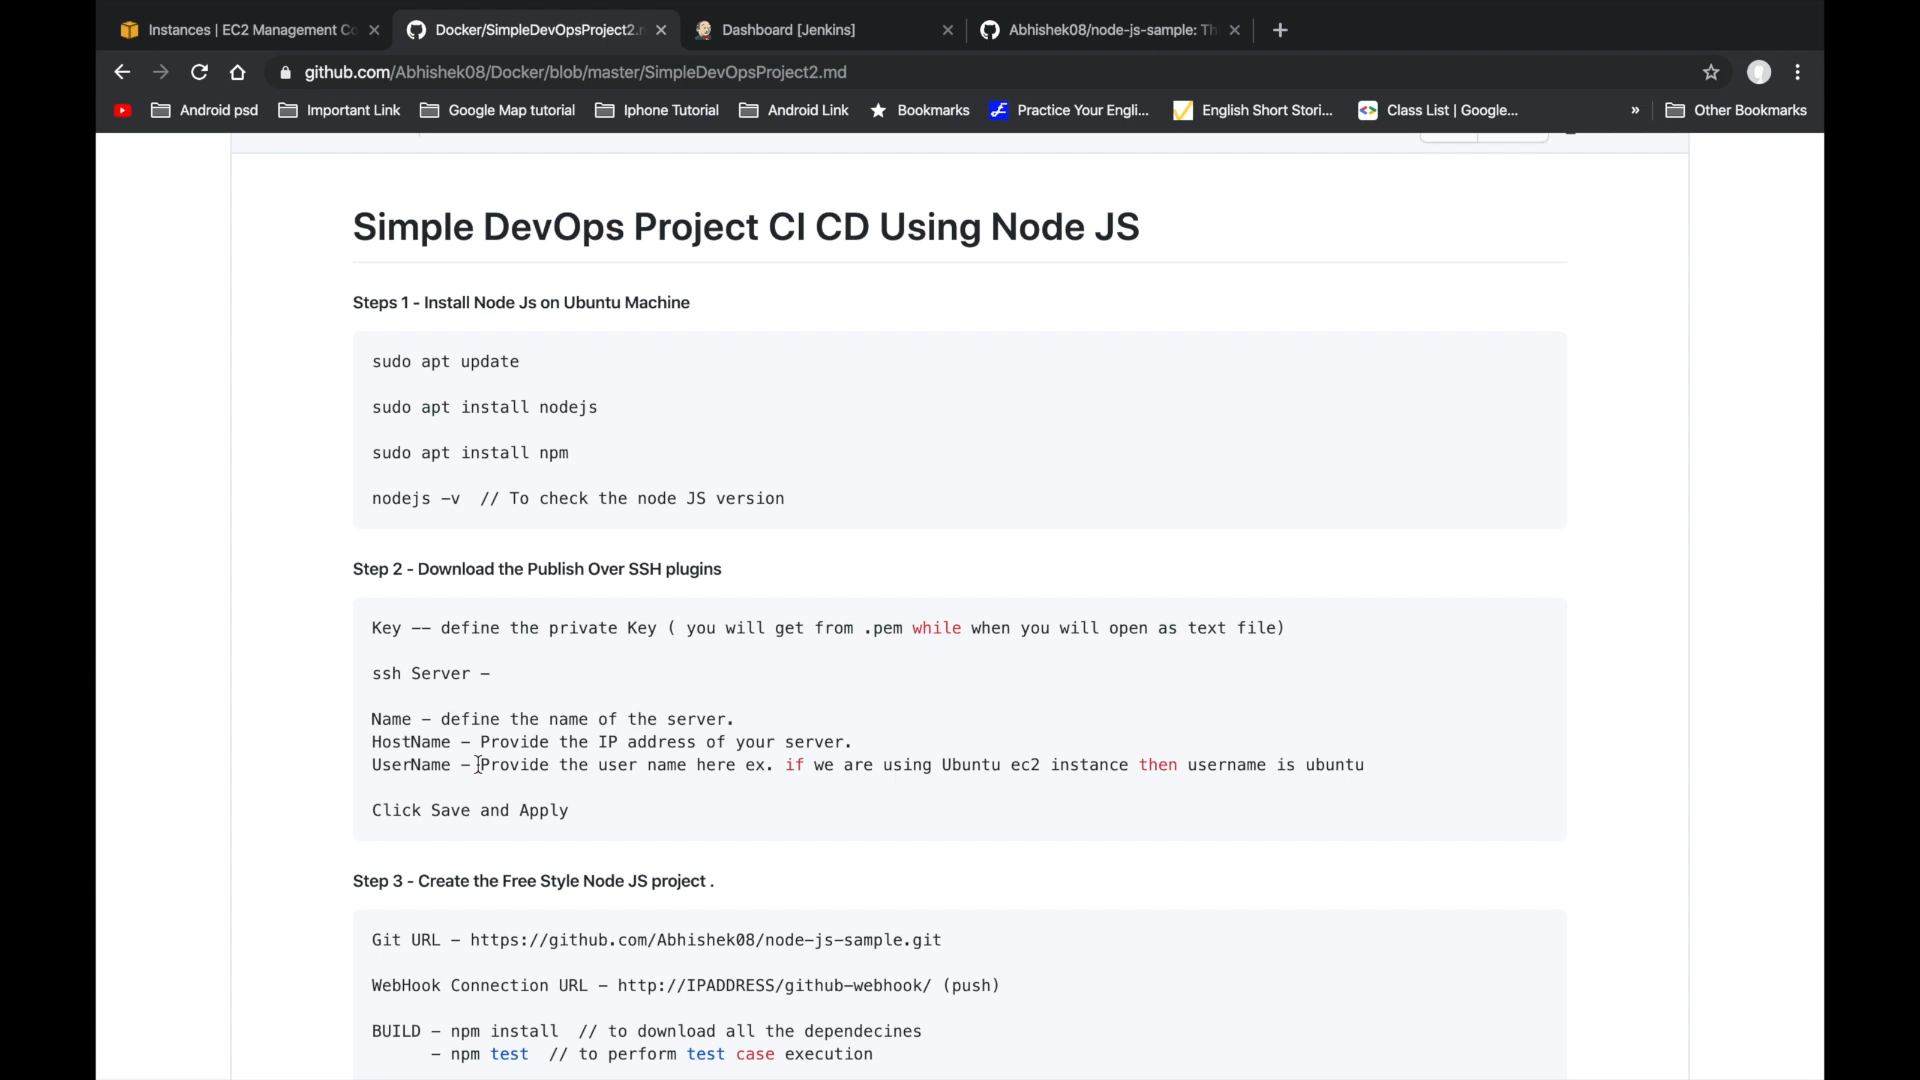 Instances | EC2 Management Co
Docker/SimpleDevOpsProject2.m
Dashboard [Jenkins]
Abhishek08/node-js-sample: Th
github.com/Abhishek08/Docker/blob/master/SimpleDevOpsProject2.md
Android psd
Important Link
Google Map tutorial
Iphone Tutorial
Android Link
Bookmarks
Practice Your Engli...
English Short Stori...
Class List | Google...
»
Other Bookmarks
Simple DevOps Project CI CD Using Node JS
Steps 1 - Install Node Js on Ubuntu Machine
sudo apt update
sudo apt install nodejs
sudo apt install npm
nodejs -v // To check the node JS version
Step 2 - Download the Publish Over SSH plugins
Key -- define the private Key ( you will get from .pem while when you will open as text file)
ssh Server -
Name - define the name of the server.
HostName - Provide the IP address of your server.
UserName - Provide the user name here ex. if we are using Ubuntu ec2 instance then username is ubuntu
Click Save and Apply
Step 3 - Create the Free Style Node JS project .
Git URL - https://github.com/Abhishek08/node-js-sample.git
WebHook Connection URL - http://IPADDRESS/github-webhook/ (push)
BUILD - npm install // to download all the dependecines
- npm test // to perform test case execution